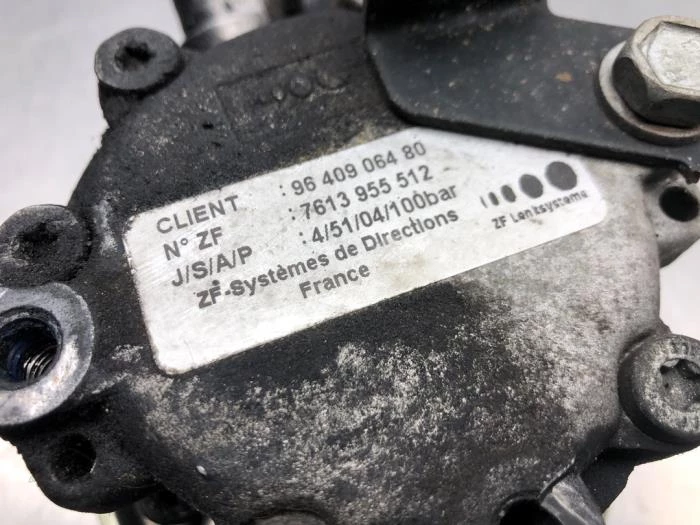 CLIENT : 96 409 064 80
N° ZF : 7613 955 512
J/S/A/P : 4/51/04/100bar
ZF-Systèmes de Directions
France
ZF Lenksysteme